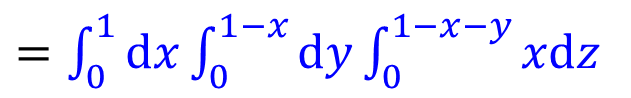 = ∫₀¹ dx ∫₀^{1−x} dy ∫₀^{1−x−y} xdz